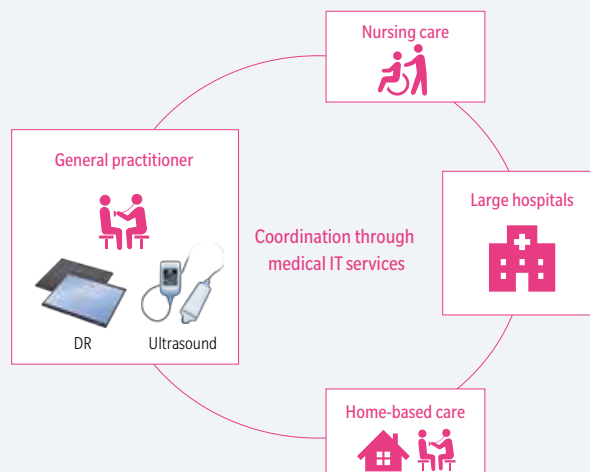 Nursing care
General practitioner
Large hospitals
Coordination through
medical IT services
DR
Ultrasound
Home-based care